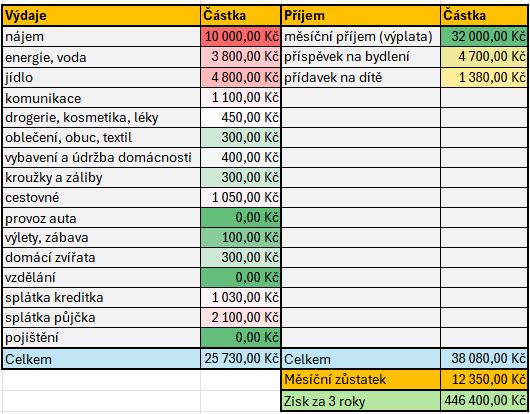 Výdaje Částka Příjem Částka
nájem 10 000,00 Kč měsíční příjem (výplata) 32 000,00 Kč
energie, voda 3 800,00 Kč příspěvek na bydlení 4 700,00 Kč
jídlo 4 800,00 Kč přídavek na dítě 1 380,00 Kč
komunikace 1 100,00 Kč
drogerie, kosmetika, léky 450,00 Kč
oblečení, obuc, textil 300,00 Kč
vybavení a údržba domácnosti 400,00 Kč
kroužky a záliby 300,00 Kč
cestovné 1 050,00 Kč
provoz auta 0,00 Kč
výlety, zábava 100,00 Kč
domácí zvířata 300,00 Kč
vzdělání 0,00 Kč
splátka kreditka 1 030,00 Kč
splátka půjčka 2 100,00 Kč
pojištění 0,00 Kč
Celkem 25 730,00 Kč Celkem 38 080,00 Kč
Měsíční zůstatek 12 350,00 Kč
Zisk za 3 roky 446 400,00 Kč